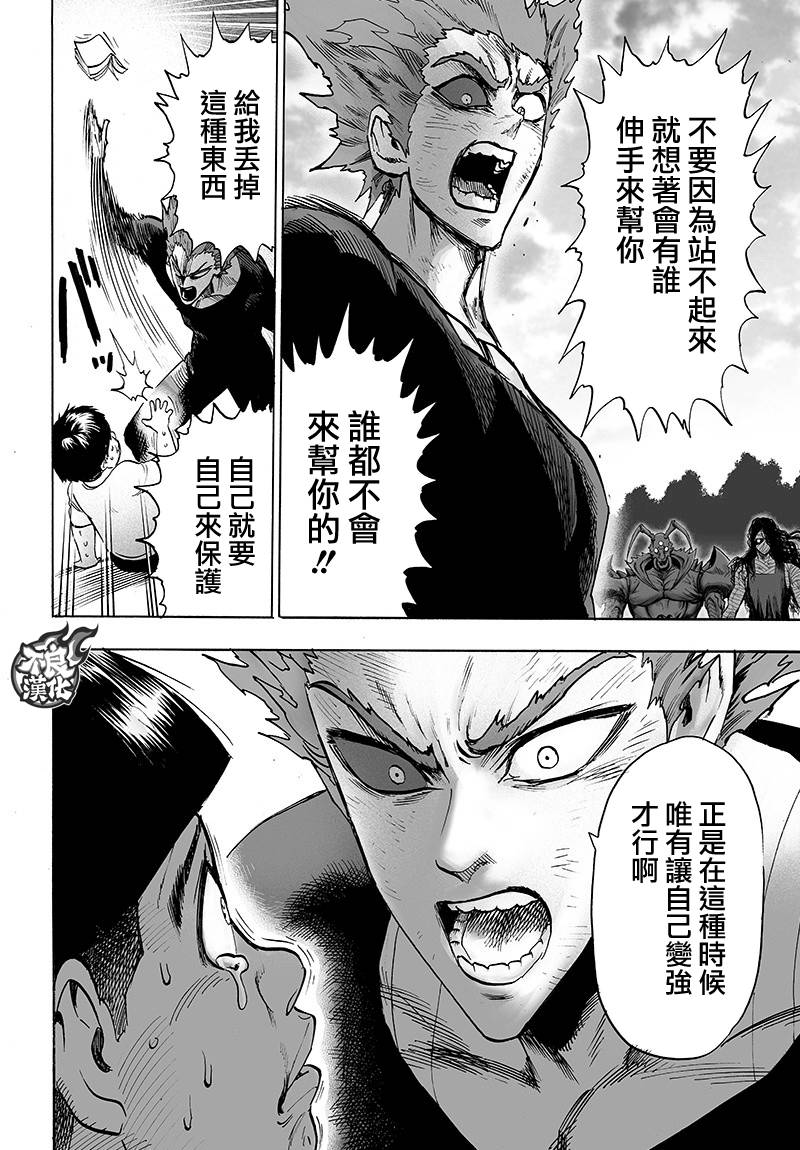 不要因為站不起來
就想著會有誰
伸手來幫你
誰都不會
來幫你的!!
給我丟掉
這種東西
自己就要
自己來保護
正是在這種時候
唯有讓自己變強
才行啊
狼
漢化